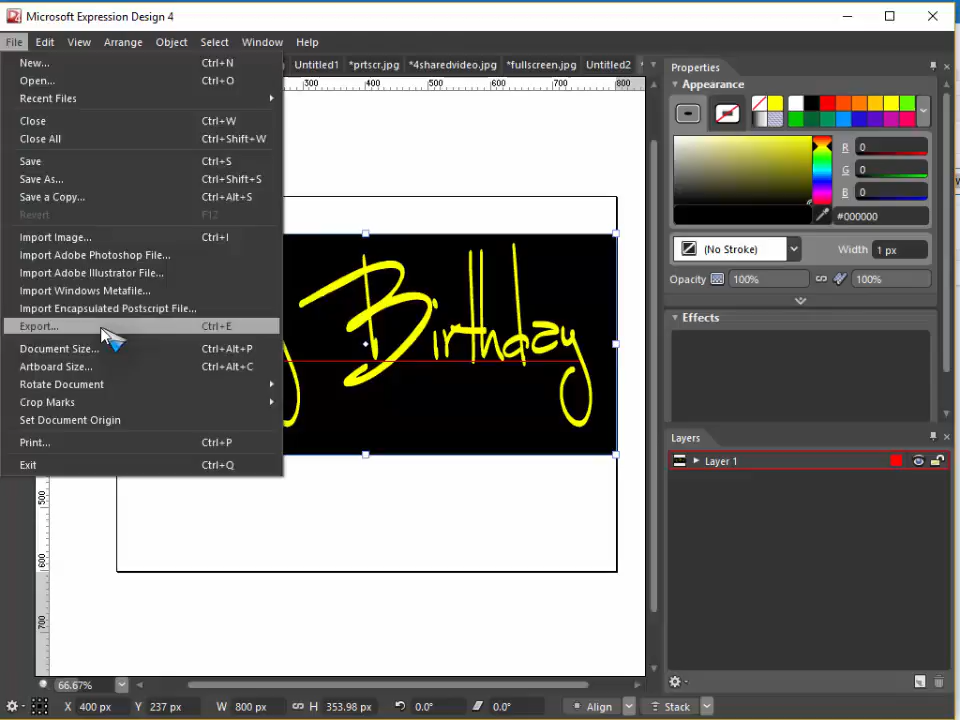 Microsoft Expression Design 4
File Edit View Arrange Object Select Window Help
New... Ctrl+N
Open... Ctrl+O
Recent Files
Close Ctrl+W
Close All Ctrl+Shift+W
Save Ctrl+S
Save As... Ctrl+Shift+S
Save a Copy... Ctrl+Alt+S
Revert F12
Import Image... Ctrl+I
Import Adobe Photoshop File...
Import Adobe Illustrator File...
Import Windows Metafile...
Import Encapsulated Postscript File...
Export... Ctrl+E
Document Size... Ctrl+Alt+P
Artboard Size... Ctrl+Alt+C
Rotate Document
Crop Marks
Set Document Origin
Print... Ctrl+P
Exit Ctrl+Q
Untitled1 *prtscr.jpg *4sharedvideo.jpg *fullscreen.jpg Untitled2
300 400 500 600 700 800
Birthday
500
600
700
66.67%
Properties
Appearance
R 0
G 0
B 0
#000000
(No Stroke) Width 1 px
Opacity 100% 100%
Effects
Layers
Layer 1
X 400 px Y 237 px W 800 px H 353.98 px 0.0° 0.0° Align Stack